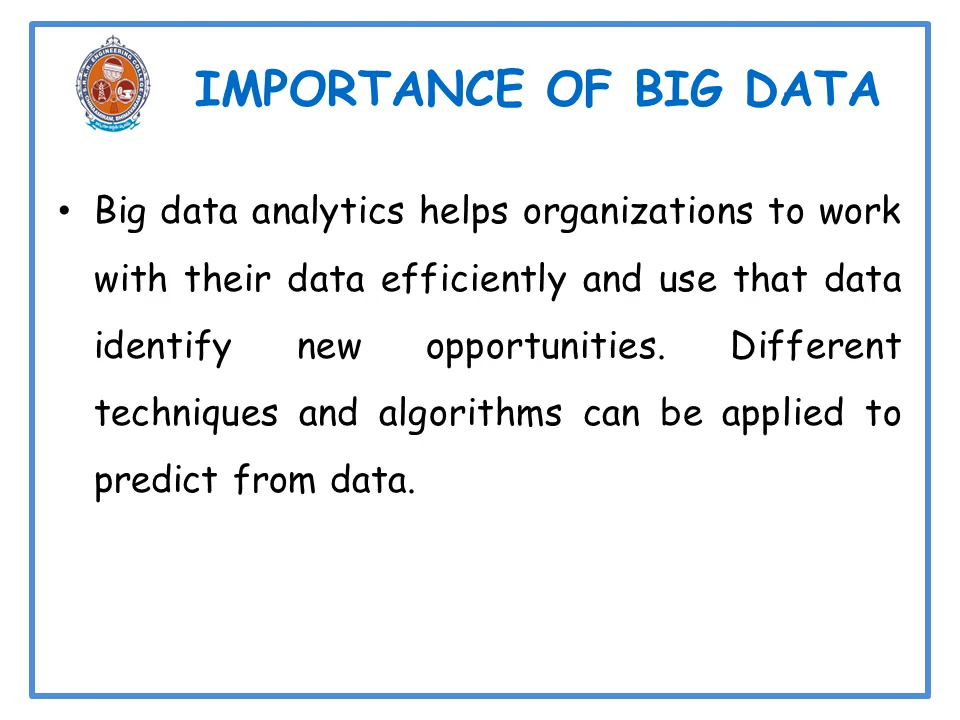 IMPORTANCE OF BIG DATA
• Big data analytics helps organizations to work
with their data efficiently and use that data
identify new opportunities. Different
techniques and algorithms can be applied to
predict from data.